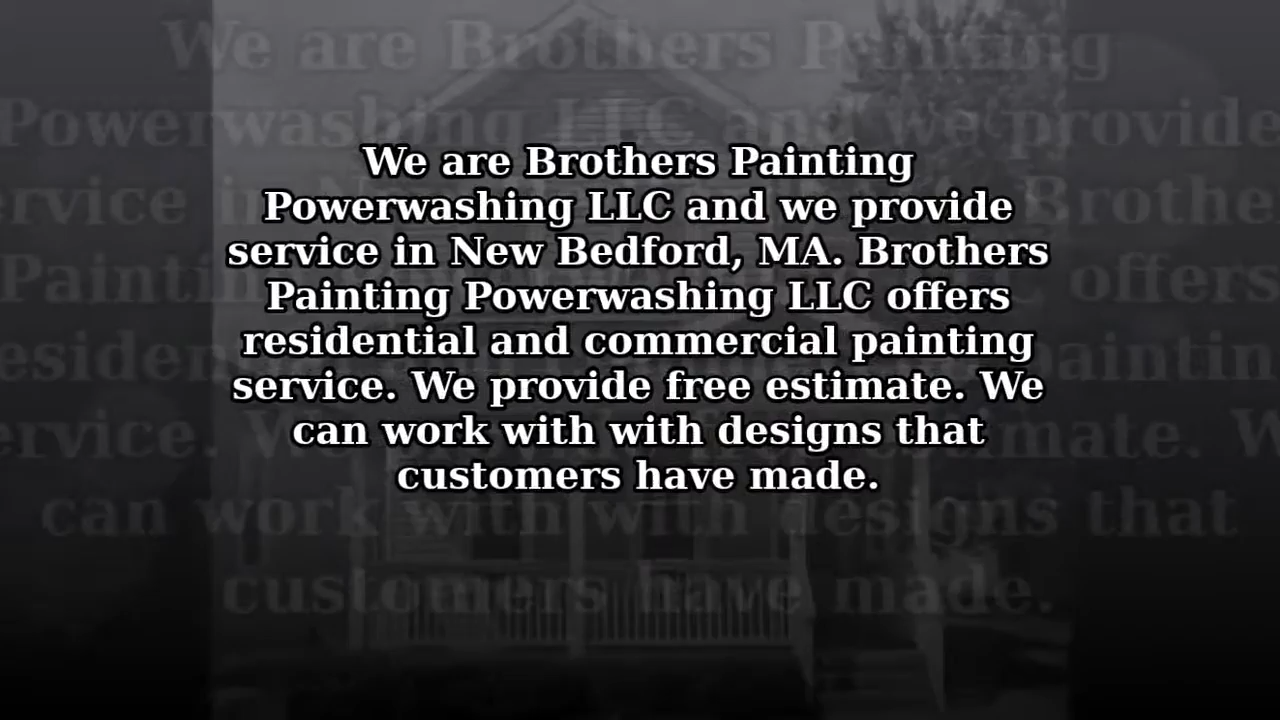 We are Brothers Painting
Powerwashing LLC and we provide
service in New Bedford, MA. Brothers
Painting Powerwashing LLC offers
residential and commercial painting
service. We provide free estimate. We
can work with with designs that
customers have made.